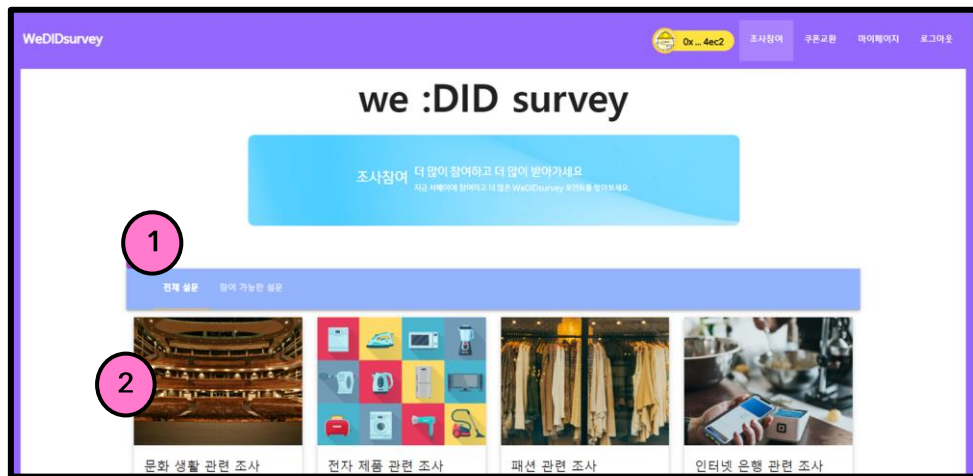 WeDIDsurvey
0x ... 4ec2
조사참여
쿠폰교환
마이페이지
로그아웃
we :DID survey
조사참여
더 많이 참여하고 더 많이 받아가세요
지금 서베이에 참여하고 더 많은 WeDIDsurvey 포인트를 받아보세요.
1
전체 설문
참여 가능한 설문
2
문화 생활 관련 조사
전자 제품 관련 조사
패션 관련 조사
인터넷 은행 관련 조사